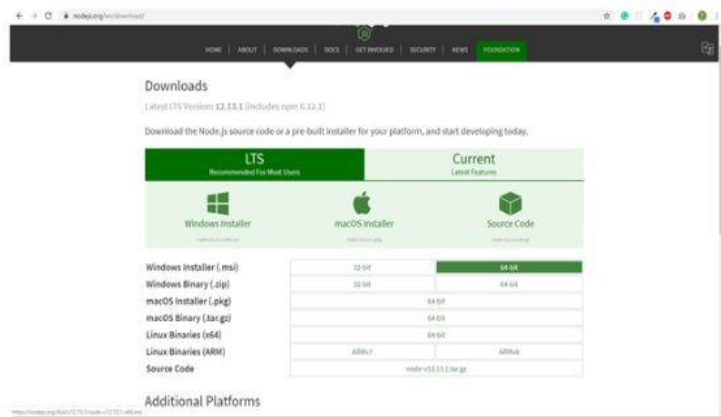 nodejs.org/en/download/
HOME | ABOUT | DOWNLOADS | DOCS | GET INVOLVED | SECURITY | NEWS | FOUNDATION
Downloads
Latest LTS Version: 12.13.1 (includes npm 6.12.1)
Download the Node.js source code or a pre-built installer for your platform, and start developing today.
LTS Current
Recommended For Most Users Latest Features
Windows Installer macOS Installer Source Code
Windows Installer (.msi) 32-bit 64-bit
Windows Binary (.zip) 32-bit 64-bit
macOS Installer (.pkg) 64-bit
macOS Binary (.tar.gz) 64-bit
Linux Binaries (x64) 64-bit
Linux Binaries (ARM) ARMv7 ARMv8
Source Code node-v12.13.1.tar.gz
Additional Platforms